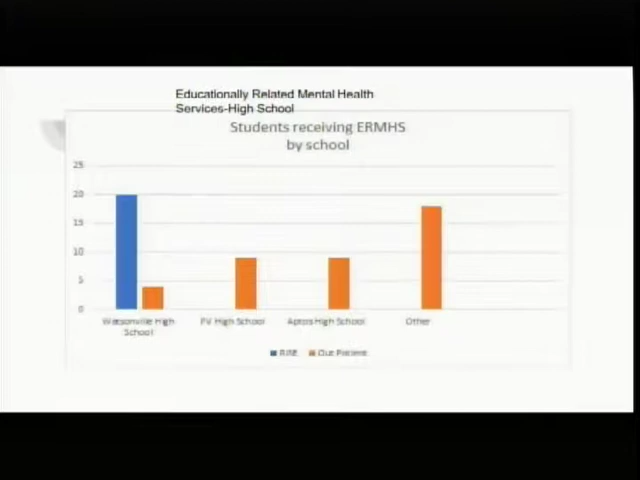 Educationally Related Mental Health
Services-High School
Students receiving ERMHS
by school
25
20
15
10
5
0
Watsonville High
School
PV High School
Aptos High School
Other
RISE
Out Patient